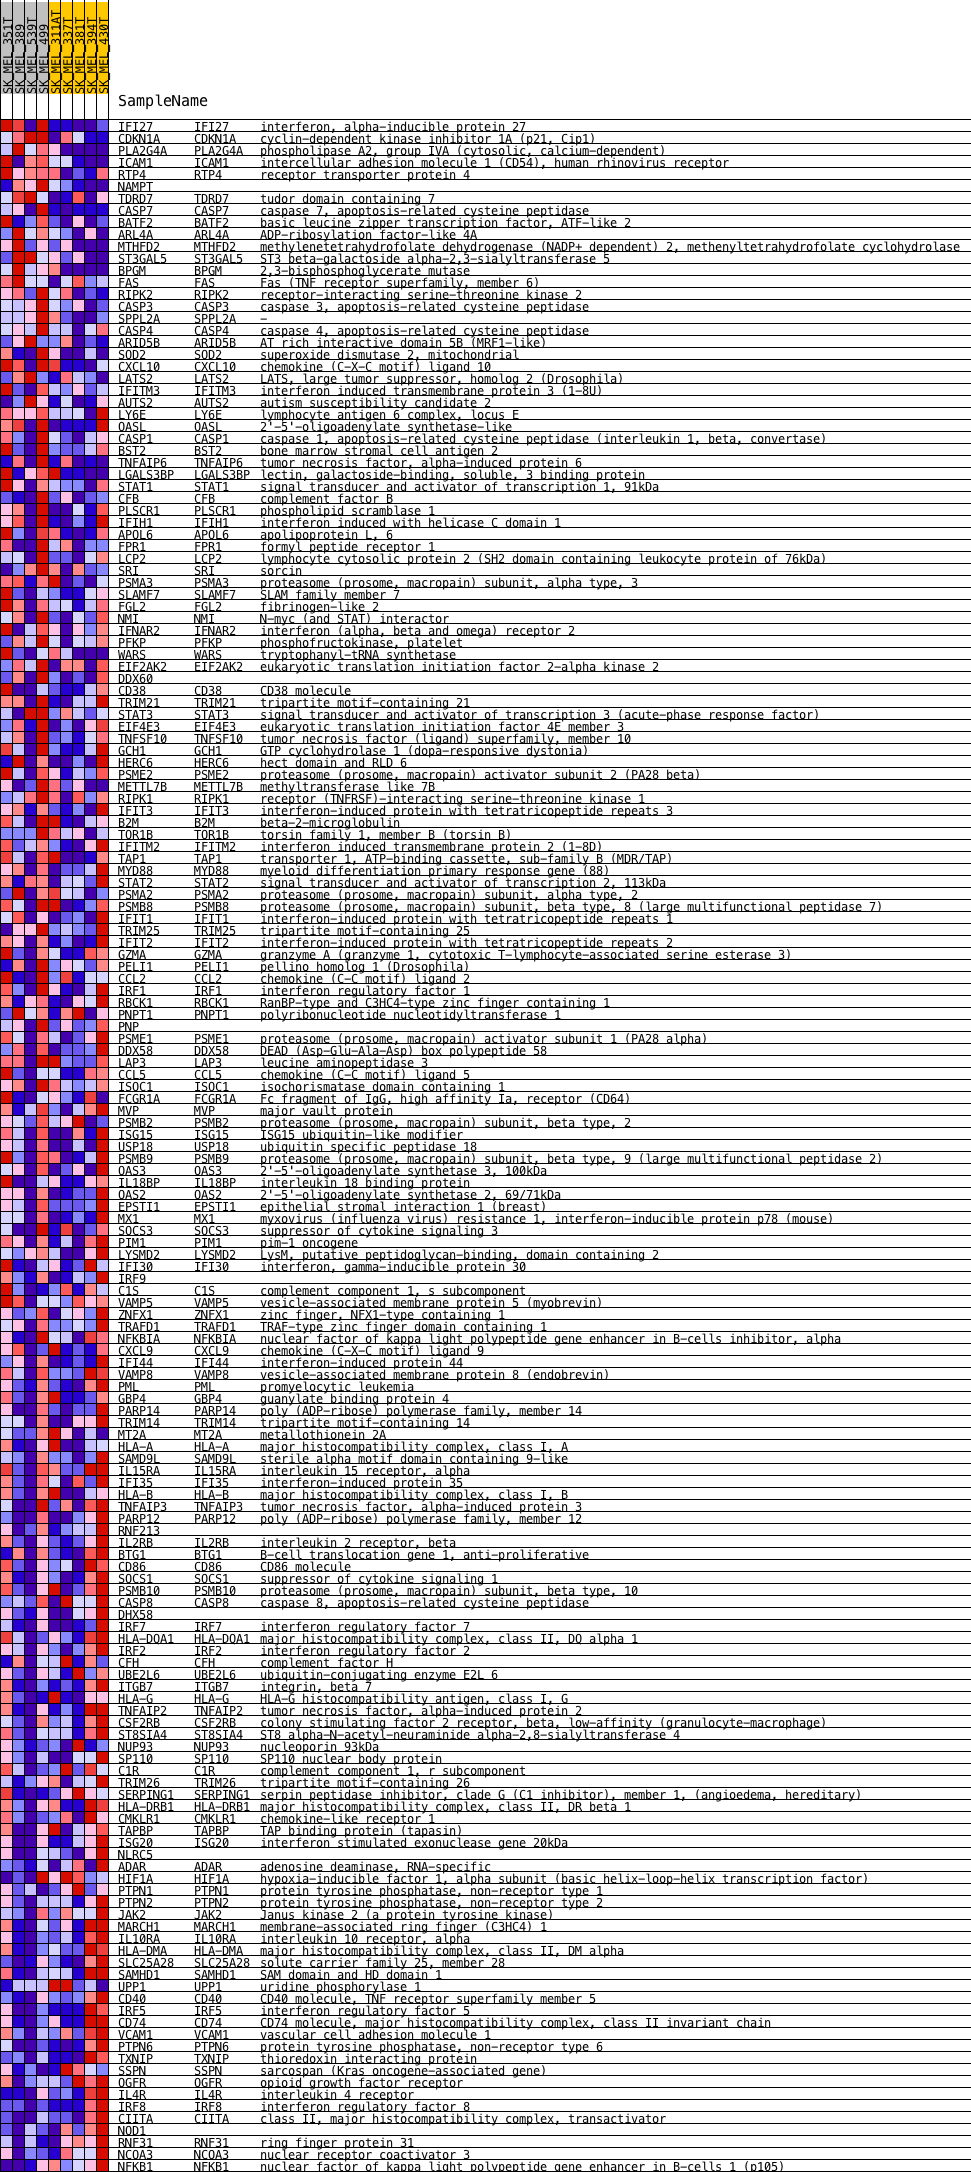 SK_MEL_351T
SK_MEL_389
SK_MEL_539T
SK_MEL_499
SK_MEL_311AT
SK_MEL_337T
SK_MEL_381T
SK_MEL_394T
SK_MEL_430T
SampleName
IFI27 IFI27 interferon, alpha-inducible protein 27
CDKN1A CDKN1A cyclin-dependent kinase inhibitor 1A (p21, Cip1)
PLA2G4A PLA2G4A phospholipase A2, group IVA (cytosolic, calcium-dependent)
ICAM1 ICAM1 intercellular adhesion molecule 1 (CD54), human rhinovirus receptor
RTP4 RTP4 receptor transporter protein 4
NAMPT
TDRD7 TDRD7 tudor domain containing 7
CASP7 CASP7 caspase 7, apoptosis-related cysteine peptidase
BATF2 BATF2 basic leucine zipper transcription factor, ATF-like 2
ARL4A ARL4A ADP-ribosylation factor-like 4A
MTHFD2 MTHFD2 methylenetetrahydrofolate dehydrogenase (NADP+ dependent) 2, methenyltetrahydrofolate cyclohydrolase
ST3GAL5 ST3GAL5 ST3 beta-galactoside alpha-2,3-sialyltransferase 5
BPGM BPGM 2,3-bisphosphoglycerate mutase
FAS FAS Fas (TNF receptor superfamily, member 6)
RIPK2 RIPK2 receptor-interacting serine-threonine kinase 2
CASP3 CASP3 caspase 3, apoptosis-related cysteine peptidase
SPPL2A SPPL2A -
CASP4 CASP4 caspase 4, apoptosis-related cysteine peptidase
ARID5B ARID5B AT rich interactive domain 5B (MRF1-like)
SOD2 SOD2 superoxide dismutase 2, mitochondrial
CXCL10 CXCL10 chemokine (C-X-C motif) ligand 10
LATS2 LATS2 LATS, large tumor suppressor, homolog 2 (Drosophila)
IFITM3 IFITM3 interferon induced transmembrane protein 3 (1-8U)
AUTS2 AUTS2 autism susceptibility candidate 2
LY6E LY6E lymphocyte antigen 6 complex, locus E
OASL OASL 2'-5'-oligoadenylate synthetase-like
CASP1 CASP1 caspase 1, apoptosis-related cysteine peptidase (interleukin 1, beta, convertase)
BST2 BST2 bone marrow stromal cell antigen 2
TNFAIP6 TNFAIP6 tumor necrosis factor, alpha-induced protein 6
LGALS3BP LGALS3BP lectin, galactoside-binding, soluble, 3 binding protein
STAT1 STAT1 signal transducer and activator of transcription 1, 91kDa
CFB CFB complement factor B
PLSCR1 PLSCR1 phospholipid scramblase 1
IFIH1 IFIH1 interferon induced with helicase C domain 1
APOL6 APOL6 apolipoprotein L, 6
FPR1 FPR1 formyl peptide receptor 1
LCP2 LCP2 lymphocyte cytosolic protein 2 (SH2 domain containing leukocyte protein of 76kDa)
SRI SRI sorcin
PSMA3 PSMA3 proteasome (prosome, macropain) subunit, alpha type, 3
SLAMF7 SLAMF7 SLAM family member 7
FGL2 FGL2 fibrinogen-like 2
NMI NMI N-myc (and STAT) interactor
IFNAR2 IFNAR2 interferon (alpha, beta and omega) receptor 2
PFKP PFKP phosphofructokinase, platelet
WARS WARS tryptophanyl-tRNA synthetase
EIF2AK2 EIF2AK2 eukaryotic translation initiation factor 2-alpha kinase 2
DDX60
CD38 CD38 CD38 molecule
TRIM21 TRIM21 tripartite motif-containing 21
STAT3 STAT3 signal transducer and activator of transcription 3 (acute-phase response factor)
EIF4E3 EIF4E3 eukaryotic translation initiation factor 4E member 3
TNFSF10 TNFSF10 tumor necrosis factor (ligand) superfamily, member 10
GCH1 GCH1 GTP cyclohydrolase 1 (dopa-responsive dystonia)
HERC6 HERC6 hect domain and RLD 6
PSME2 PSME2 proteasome (prosome, macropain) activator subunit 2 (PA28 beta)
METTL7B METTL7B methyltransferase like 7B
RIPK1 RIPK1 receptor (TNFRSF)-interacting serine-threonine kinase 1
IFIT3 IFIT3 interferon-induced protein with tetratricopeptide repeats 3
B2M B2M beta-2-microglobulin
TOR1B TOR1B torsin family 1, member B (torsin B)
IFITM2 IFITM2 interferon induced transmembrane protein 2 (1-8D)
TAP1 TAP1 transporter 1, ATP-binding cassette, sub-family B (MDR/TAP)
MYD88 MYD88 myeloid differentiation primary response gene (88)
STAT2 STAT2 signal transducer and activator of transcription 2, 113kDa
PSMA2 PSMA2 proteasome (prosome, macropain) subunit, alpha type, 2
PSMB8 PSMB8 proteasome (prosome, macropain) subunit, beta type, 8 (large multifunctional peptidase 7)
IFIT1 IFIT1 interferon-induced protein with tetratricopeptide repeats 1
TRIM25 TRIM25 tripartite motif-containing 25
IFIT2 IFIT2 interferon-induced protein with tetratricopeptide repeats 2
GZMA GZMA granzyme A (granzyme 1, cytotoxic T-lymphocyte-associated serine esterase 3)
PELI1 PELI1 pellino homolog 1 (Drosophila)
CCL2 CCL2 chemokine (C-C motif) ligand 2
IRF1 IRF1 interferon regulatory factor 1
RBCK1 RBCK1 RanBP-type and C3HC4-type zinc finger containing 1
PNPT1 PNPT1 polyribonucleotide nucleotidyltransferase 1
PNP
PSME1 PSME1 proteasome (prosome, macropain) activator subunit 1 (PA28 alpha)
DDX58 DDX58 DEAD (Asp-Glu-Ala-Asp) box polypeptide 58
LAP3 LAP3 leucine aminopeptidase 3
CCL5 CCL5 chemokine (C-C motif) ligand 5
ISOC1 ISOC1 isochorismatase domain containing 1
FCGR1A FCGR1A Fc fragment of IgG, high affinity Ia, receptor (CD64)
MVP MVP major vault protein
PSMB2 PSMB2 proteasome (prosome, macropain) subunit, beta type, 2
ISG15 ISG15 ISG15 ubiquitin-like modifier
USP18 USP18 ubiquitin specific peptidase 18
PSMB9 PSMB9 proteasome (prosome, macropain) subunit, beta type, 9 (large multifunctional peptidase 2)
OAS3 OAS3 2'-5'-oligoadenylate synthetase 3, 100kDa
IL18BP IL18BP interleukin 18 binding protein
OAS2 OAS2 2'-5'-oligoadenylate synthetase 2, 69/71kDa
EPSTI1 EPSTI1 epithelial stromal interaction 1 (breast)
MX1 MX1 myxovirus (influenza virus) resistance 1, interferon-inducible protein p78 (mouse)
SOCS3 SOCS3 suppressor of cytokine signaling 3
PIM1 PIM1 pim-1 oncogene
LYSMD2 LYSMD2 LysM, putative peptidoglycan-binding, domain containing 2
IFI30 IFI30 interferon, gamma-inducible protein 30
IRF9
C1S C1S complement component 1, s subcomponent
VAMP5 VAMP5 vesicle-associated membrane protein 5 (myobrevin)
ZNFX1 ZNFX1 zinc finger, NFX1-type containing 1
TRAFD1 TRAFD1 TRAF-type zinc finger domain containing 1
NFKBIA NFKBIA nuclear factor of kappa light polypeptide gene enhancer in B-cells inhibitor, alpha
CXCL9 CXCL9 chemokine (C-X-C motif) ligand 9
IFI44 IFI44 interferon-induced protein 44
VAMP8 VAMP8 vesicle-associated membrane protein 8 (endobrevin)
PML PML promyelocytic leukemia
GBP4 GBP4 guanylate binding protein 4
PARP14 PARP14 poly (ADP-ribose) polymerase family, member 14
TRIM14 TRIM14 tripartite motif-containing 14
MT2A MT2A metallothionein 2A
HLA-A HLA-A major histocompatibility complex, class I, A
SAMD9L SAMD9L sterile alpha motif domain containing 9-like
IL15RA IL15RA interleukin 15 receptor, alpha
IFI35 IFI35 interferon-induced protein 35
HLA-B HLA-B major histocompatibility complex, class I, B
TNFAIP3 TNFAIP3 tumor necrosis factor, alpha-induced protein 3
PARP12 PARP12 poly (ADP-ribose) polymerase family, member 12
RNF213
IL2RB IL2RB interleukin 2 receptor, beta
BTG1 BTG1 B-cell translocation gene 1, anti-proliferative
CD86 CD86 CD86 molecule
SOCS1 SOCS1 suppressor of cytokine signaling 1
PSMB10 PSMB10 proteasome (prosome, macropain) subunit, beta type, 10
CASP8 CASP8 caspase 8, apoptosis-related cysteine peptidase
DHX58
IRF7 IRF7 interferon regulatory factor 7
HLA-DQA1 HLA-DQA1 major histocompatibility complex, class II, DQ alpha 1
IRF2 IRF2 interferon regulatory factor 2
CFH CFH complement factor H
UBE2L6 UBE2L6 ubiquitin-conjugating enzyme E2L 6
ITGB7 ITGB7 integrin, beta 7
HLA-G HLA-G HLA-G histocompatibility antigen, class I, G
TNFAIP2 TNFAIP2 tumor necrosis factor, alpha-induced protein 2
CSF2RB CSF2RB colony stimulating factor 2 receptor, beta, low-affinity (granulocyte-macrophage)
ST8SIA4 ST8SIA4 ST8 alpha-N-acetyl-neuraminide alpha-2,8-sialyltransferase 4
NUP93 NUP93 nucleoporin 93kDa
SP110 SP110 SP110 nuclear body protein
C1R C1R complement component 1, r subcomponent
TRIM26 TRIM26 tripartite motif-containing 26
SERPING1 SERPING1 serpin peptidase inhibitor, clade G (C1 inhibitor), member 1, (angioedema, hereditary)
HLA-DRB1 HLA-DRB1 major histocompatibility complex, class II, DR beta 1
CMKLR1 CMKLR1 chemokine-like receptor 1
TAPBP TAPBP TAP binding protein (tapasin)
ISG20 ISG20 interferon stimulated exonuclease gene 20kDa
NLRC5
ADAR ADAR adenosine deaminase, RNA-specific
HIF1A HIF1A hypoxia-inducible factor 1, alpha subunit (basic helix-loop-helix transcription factor)
PTPN1 PTPN1 protein tyrosine phosphatase, non-receptor type 1
PTPN2 PTPN2 protein tyrosine phosphatase, non-receptor type 2
JAK2 JAK2 Janus kinase 2 (a protein tyrosine kinase)
MARCH1 MARCH1 membrane-associated ring finger (C3HC4) 1
IL10RA IL10RA interleukin 10 receptor, alpha
HLA-DMA HLA-DMA major histocompatibility complex, class II, DM alpha
SLC25A28 SLC25A28 solute carrier family 25, member 28
SAMHD1 SAMHD1 SAM domain and HD domain 1
UPP1 UPP1 uridine phosphorylase 1
CD40 CD40 CD40 molecule, TNF receptor superfamily member 5
IRF5 IRF5 interferon regulatory factor 5
CD74 CD74 CD74 molecule, major histocompatibility complex, class II invariant chain
VCAM1 VCAM1 vascular cell adhesion molecule 1
PTPN6 PTPN6 protein tyrosine phosphatase, non-receptor type 6
TXNIP TXNIP thioredoxin interacting protein
SSPN SSPN sarcospan (Kras oncogene-associated gene)
OGFR OGFR opioid growth factor receptor
IL4R IL4R interleukin 4 receptor
IRF8 IRF8 interferon regulatory factor 8
CIITA CIITA class II, major histocompatibility complex, transactivator
NOD1
RNF31 RNF31 ring finger protein 31
NCOA3 NCOA3 nuclear receptor coactivator 3
NFKB1 NFKB1 nuclear factor of kappa light polypeptide gene enhancer in B-cells 1 (p105)